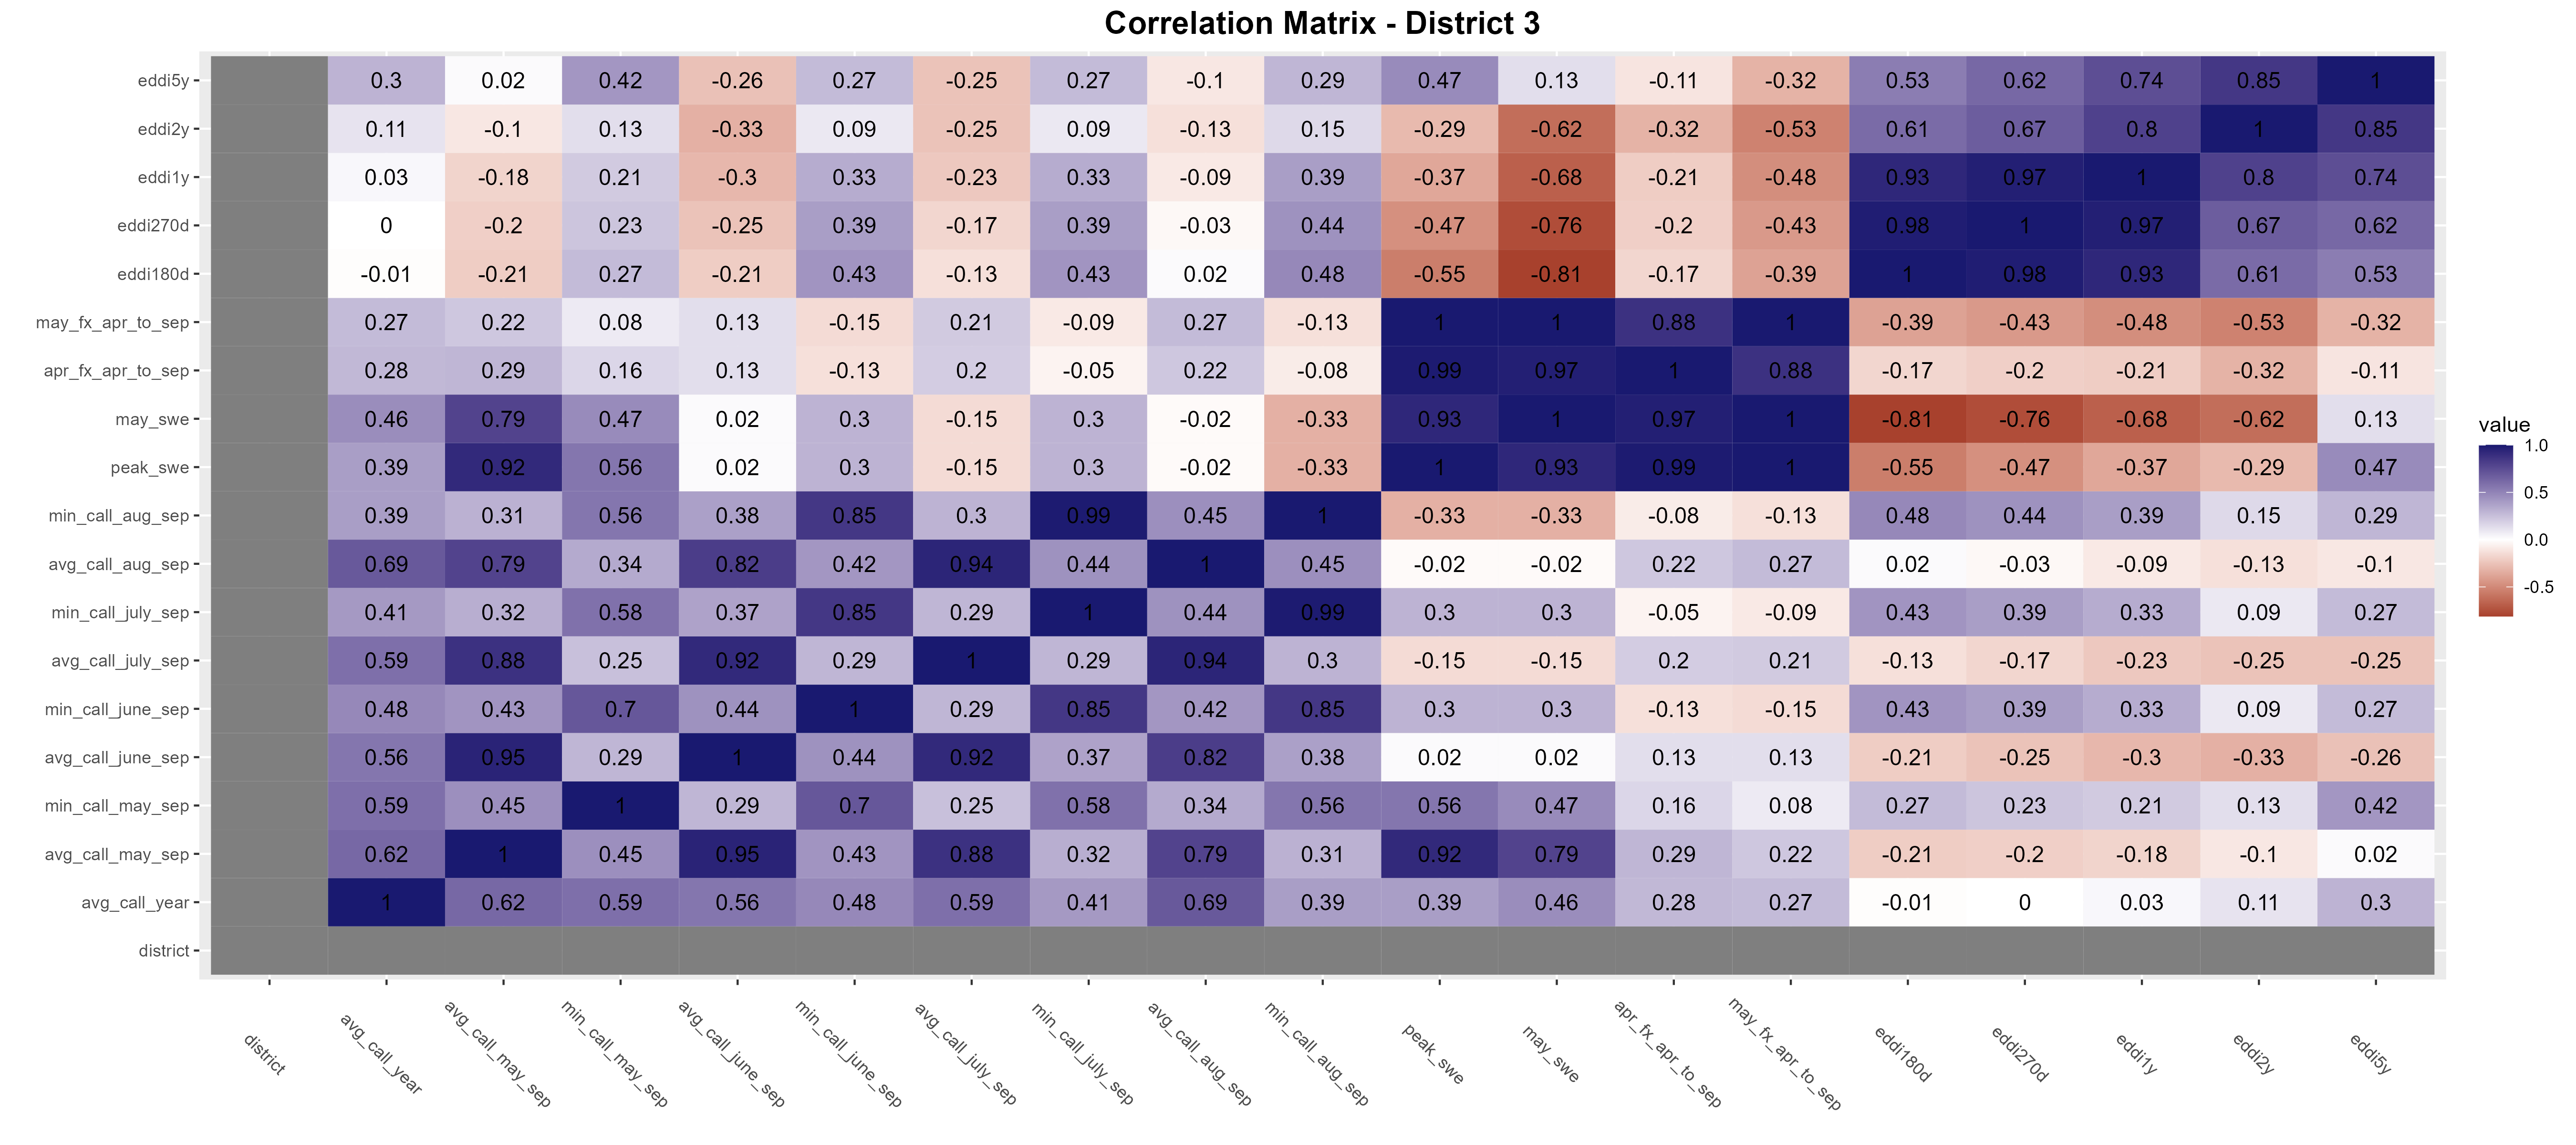 Correlation Matrix - District 3
eddi5y 0.3 0.02 0.42 -0.26 0.27 -0.25 0.27 -0.1 0.29 0.47 0.13 -0.11 -0.32 0.53 0.62 0.74 0.85 1
eddi2y 0.11 -0.1 0.13 -0.33 0.09 -0.25 0.09 -0.13 0.15 -0.29 -0.62 -0.32 -0.53 0.61 0.67 0.8 1 0.85
eddi1y 0.03 -0.18 0.21 -0.3 0.33 -0.23 0.33 -0.09 0.39 -0.37 -0.68 -0.21 -0.48 0.93 0.97 1 0.8 0.74
eddi270d 0 -0.2 0.23 -0.25 0.39 -0.17 0.39 -0.03 0.44 -0.47 -0.76 -0.2 -0.43 0.98 1 0.97 0.67 0.62
eddi180d -0.01 -0.21 0.27 -0.21 0.43 -0.13 0.43 0.02 0.48 -0.55 -0.81 -0.17 -0.39 1 0.98 0.93 0.61 0.53
may_fx_apr_to_sep 0.27 0.22 0.08 0.13 -0.15 0.21 -0.09 0.27 -0.13 1 1 0.88 1 -0.39 -0.43 -0.48 -0.53 -0.32
apr_fx_apr_to_sep 0.28 0.29 0.16 0.13 -0.13 0.2 -0.05 0.22 -0.08 0.99 0.97 1 0.88 -0.17 -0.2 -0.21 -0.32 -0.11
may_swe 0.46 0.79 0.47 0.02 0.3 -0.15 0.3 -0.02 -0.33 0.93 1 0.97 1 -0.81 -0.76 -0.68 -0.62 0.13
peak_swe 0.39 0.92 0.56 0.02 0.3 -0.15 0.3 -0.02 -0.33 1 0.93 0.99 1 -0.55 -0.47 -0.37 -0.29 0.47
min_call_aug_sep 0.39 0.31 0.56 0.38 0.85 0.3 0.99 0.45 1 -0.33 -0.33 -0.08 -0.13 0.48 0.44 0.39 0.15 0.29
avg_call_aug_sep 0.69 0.79 0.34 0.82 0.42 0.94 0.44 1 0.45 -0.02 -0.02 0.22 0.27 0.02 -0.03 -0.09 -0.13 -0.1
min_call_july_sep 0.41 0.32 0.58 0.37 0.85 0.29 1 0.44 0.99 0.3 0.3 -0.05 -0.09 0.43 0.39 0.33 0.09 0.27
avg_call_july_sep 0.59 0.88 0.25 0.92 0.29 1 0.29 0.94 0.3 -0.15 -0.15 0.2 0.21 -0.13 -0.17 -0.23 -0.25 -0.25
min_call_june_sep 0.48 0.43 0.7 0.44 1 0.29 0.85 0.42 0.85 0.3 0.3 -0.13 -0.15 0.43 0.39 0.33 0.09 0.27
avg_call_june_sep 0.56 0.95 0.29 1 0.44 0.92 0.37 0.82 0.38 0.02 0.02 0.13 0.13 -0.21 -0.25 -0.3 -0.33 -0.26
min_call_may_sep 0.59 0.45 1 0.29 0.7 0.25 0.58 0.34 0.56 0.56 0.47 0.16 0.08 0.27 0.23 0.21 0.13 0.42
avg_call_may_sep 0.62 1 0.45 0.95 0.43 0.88 0.32 0.79 0.31 0.92 0.79 0.29 0.22 -0.21 -0.2 -0.18 -0.1 0.02
avg_call_year 1 0.62 0.59 0.56 0.48 0.59 0.41 0.69 0.39 0.39 0.46 0.28 0.27 -0.01 0 0.03 0.11 0.3
district
district avg_call_year avg_call_may_sep min_call_may_sep avg_call_june_sep min_call_june_sep avg_call_july_sep min_call_july_sep avg_call_aug_sep min_call_aug_sep peak_swe may_swe apr_fx_apr_to_sep may_fx_apr_to_sep eddi180d eddi270d eddi1y eddi2y eddi5y
value
1.0
0.5
0.0
-0.5